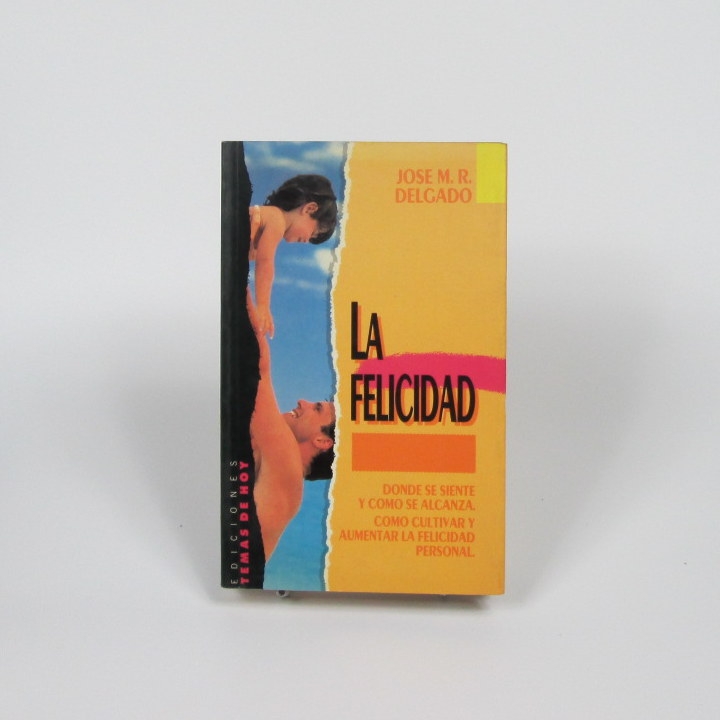 JOSE M. R.
DELGADO
LA
FELICIDAD
DONDE SE SIENTE
Y COMO SE ALCANZA.
COMO CULTIVAR Y
AUMENTAR LA FELICIDAD
PERSONAL.
EDICIONES
TEMAS DE HOY